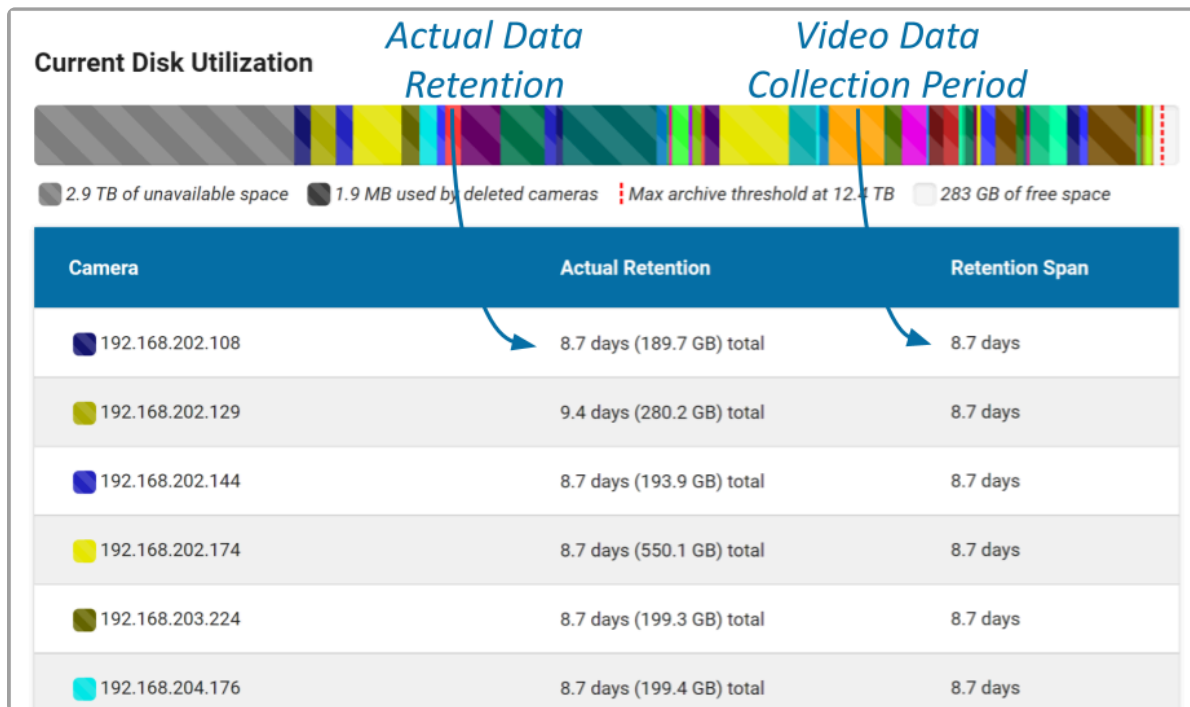 Actual Data
Retention
Video Data
Collection Period
Current Disk Utilization
2.9 TB of unavailable space 1.9 MB used by deleted cameras Max archive threshold at 12.4 TB 283 GB of free space
Camera Actual Retention Retention Span
192.168.202.108 8.7 days (189.7 GB) total 8.7 days
192.168.202.129 9.4 days (280.2 GB) total 8.7 days
192.168.202.144 8.7 days (193.9 GB) total 8.7 days
192.168.202.174 8.7 days (550.1 GB) total 8.7 days
192.168.203.224 8.7 days (199.3 GB) total 8.7 days
192.168.204.176 8.7 days (199.4 GB) total 8.7 days